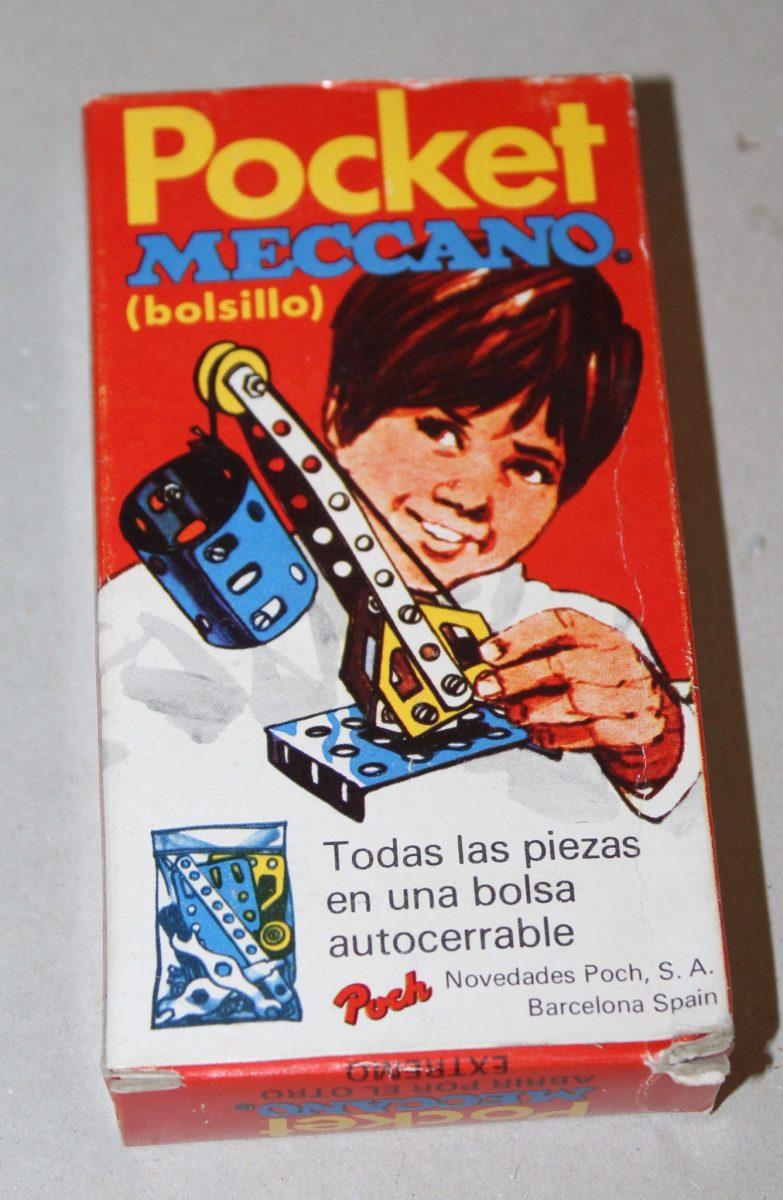 Pocket
MECCANO.
(bolsillo)
Todas las piezas
en una bolsa
autocerrable
Poch
Novedades Poch, S. A.
Barcelona Spain
Pocket
MECCANO.
ABRIR POR EL OTRO
EXTREMO